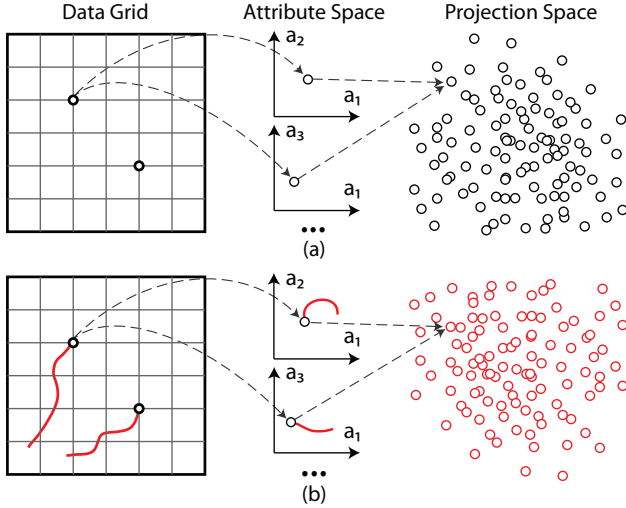 Data Grid
Attribute Space
Projection Space
a2
a1
a3
a1
•••
(a)
a2
a1
a3
a1
•••
(b)